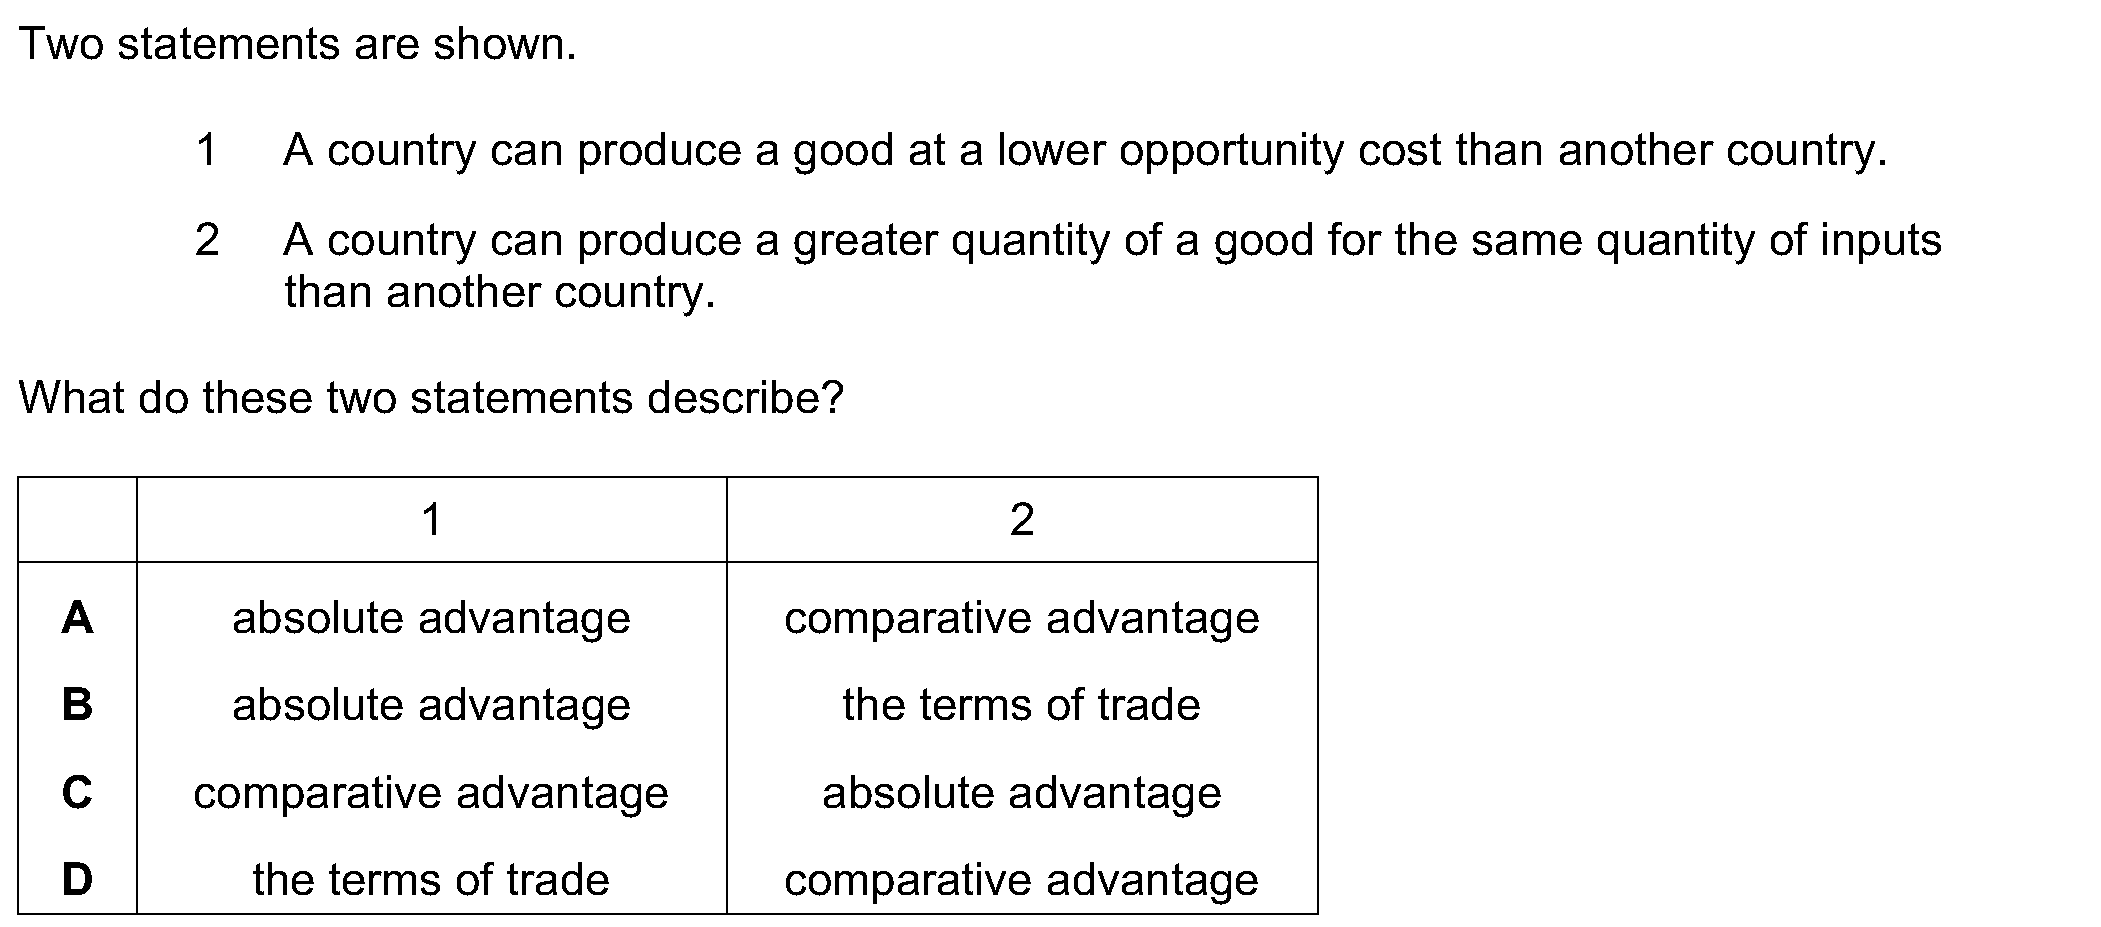 Two statements are shown.
1 A country can produce a good at a lower opportunity cost than another country.
2 A country can produce a greater quantity of a good for the same quantity of inputs
than another country.
What do these two statements describe?
1 2
A absolute advantage comparative advantage
B absolute advantage the terms of trade
C comparative advantage absolute advantage
D the terms of trade comparative advantage